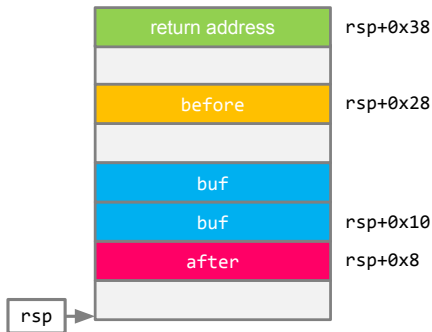 return address rsp+0x38
before rsp+0x28
buf
buf rsp+0x10
after rsp+0x8
rsp